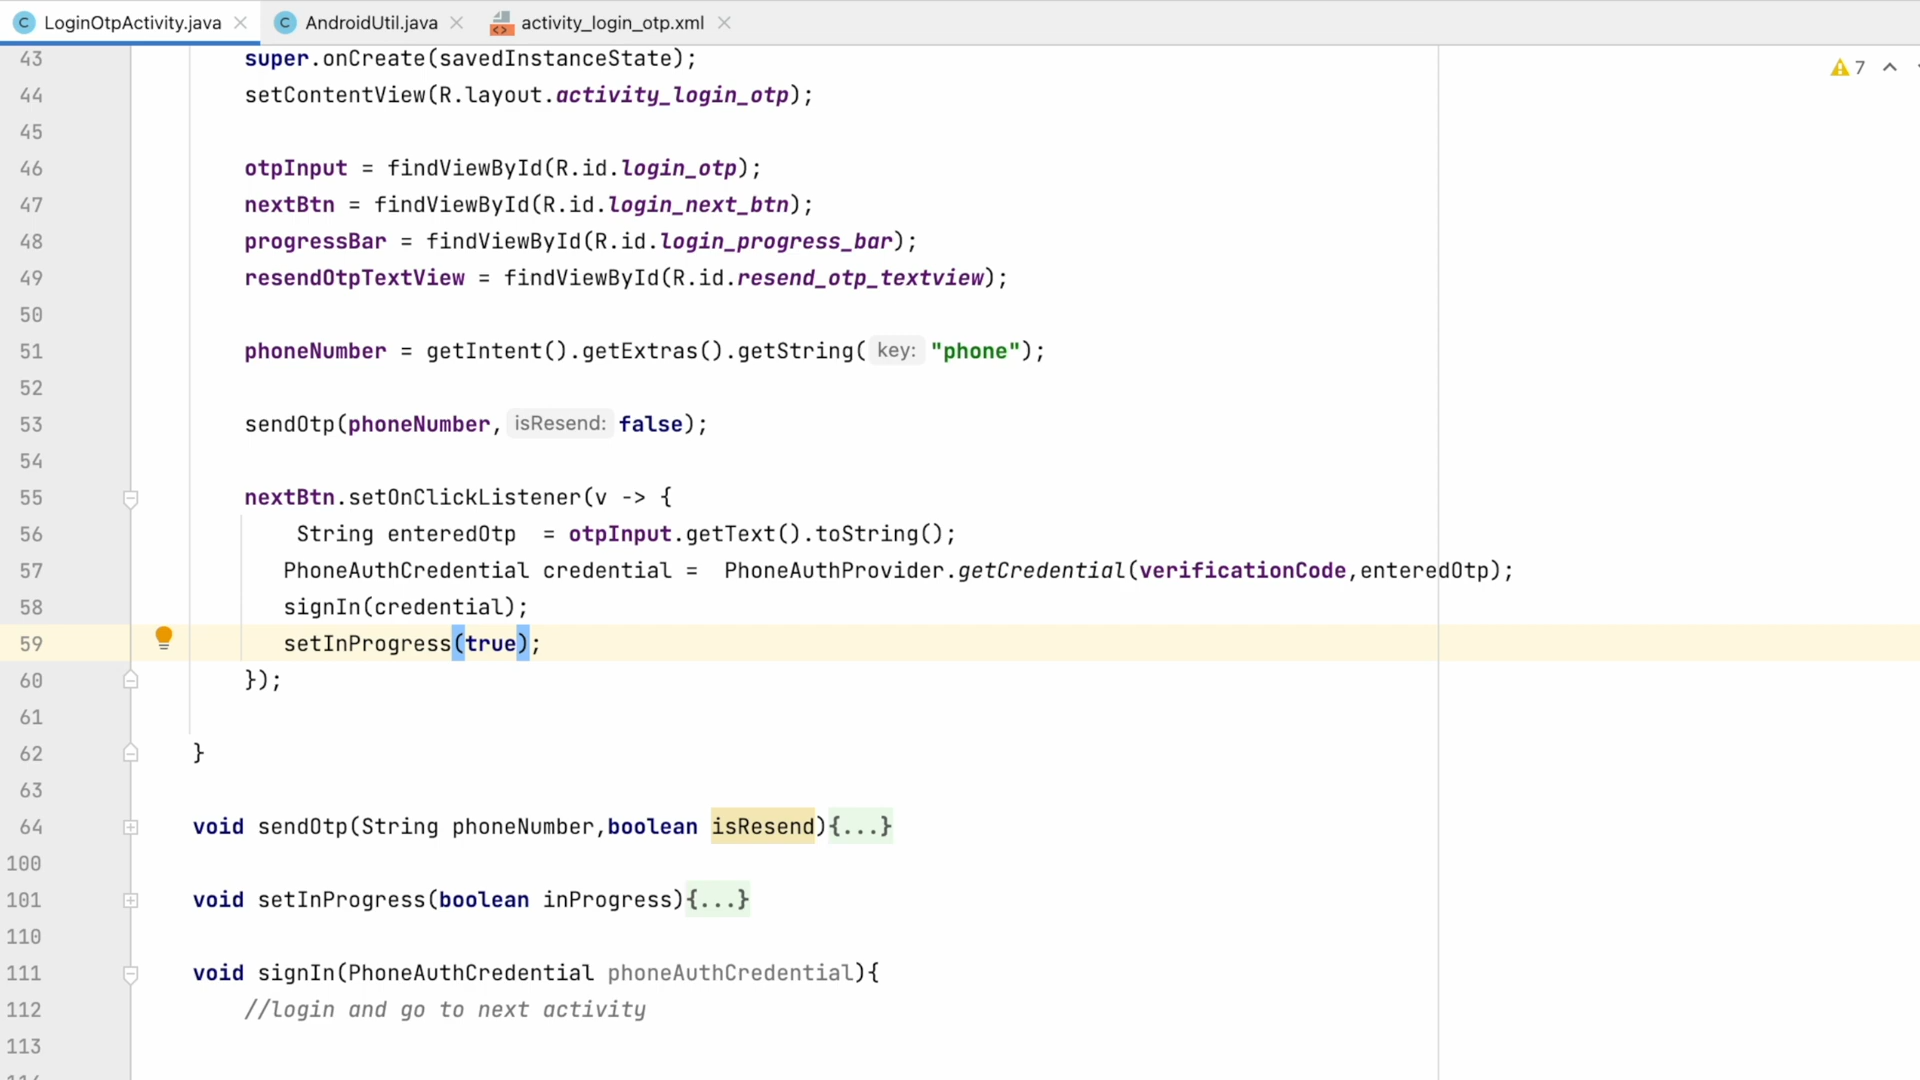 LoginOtpActivity.java AndroidUtil.java activity_login_otp.xml
43 super.onCreate(savedInstanceState);
7
44 setContentView(R.layout.activity_login_otp);
45
46 otpInput = findViewById(R.id.login_otp);
47 nextBtn = findViewById(R.id.login_next_btn);
48 progressBar = findViewById(R.id.login_progress_bar);
49 resendOtpTextView = findViewById(R.id.resend_otp_textview);
50
51 phoneNumber = getIntent().getExtras().getString( key: "phone");
52
53 sendOtp(phoneNumber, isResend: false);
54
55 nextBtn.setOnClickListener(v -> {
56 String enteredOtp  = otpInput.getText().toString();
57 PhoneAuthCredential credential =  PhoneAuthProvider.getCredential(verificationCode,enteredOtp);
58 signIn(credential);
59 setInProgress(true);
60 });
61
62 }
63
64 void sendOtp(String phoneNumber,boolean isResend){...}
100
101 void setInProgress(boolean inProgress){...}
110
111 void signIn(PhoneAuthCredential phoneAuthCredential){
112 //login and go to next activity
113